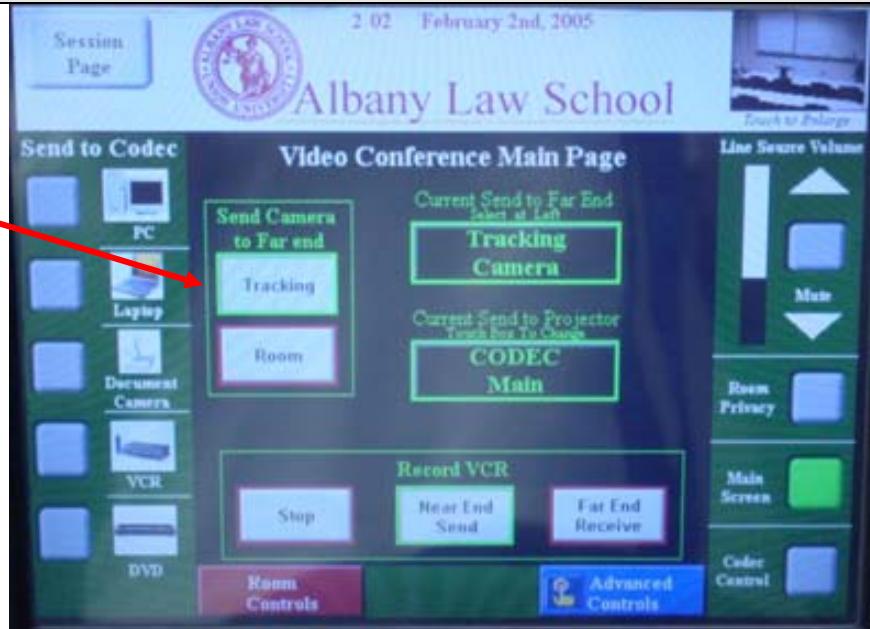 Session
Page
2 02 February 2nd, 2005
Albany Law School
Touch to Enlarge
Send to Codec
PC
Laptop
Document
Camera
VCR
DVD
Video Conference Main Page
Send Camera
to Far end
Tracking
Room
Current Send to Far End
Select at Left
Tracking
Camera
Current Send to Projector
Touch Box To Change
CODEC
Main
Record VCR
Stop
Near End
Send
Far End
Receive
Room
Controls
Advanced
Controls
Line Source Volume
Mute
Room
Privacy
Main
Screen
Codec
Control